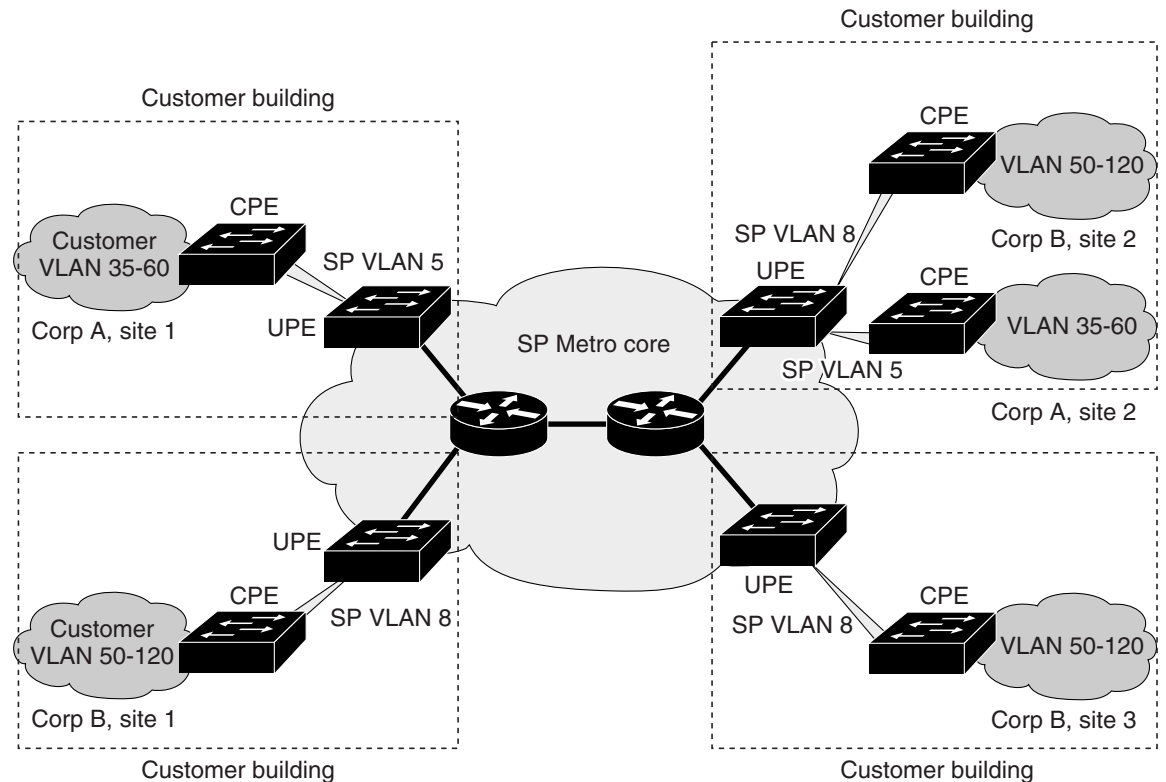 Customer building
Customer building
CPE
Customer
VLAN 35-60
SP VLAN 5
UPE
Corp A, site 1
CPE
VLAN 50-120
SP VLAN 8
Corp B, site 2
UPE
CPE
VLAN 35-60
SP VLAN 5
Corp A, site 2
SP Metro core
UPE
CPE
SP VLAN 8
Customer
VLAN 50-120
Corp B, site 1
Customer building
UPE
SP VLAN 8
CPE
VLAN 50-120
Corp B, site 3
Customer building